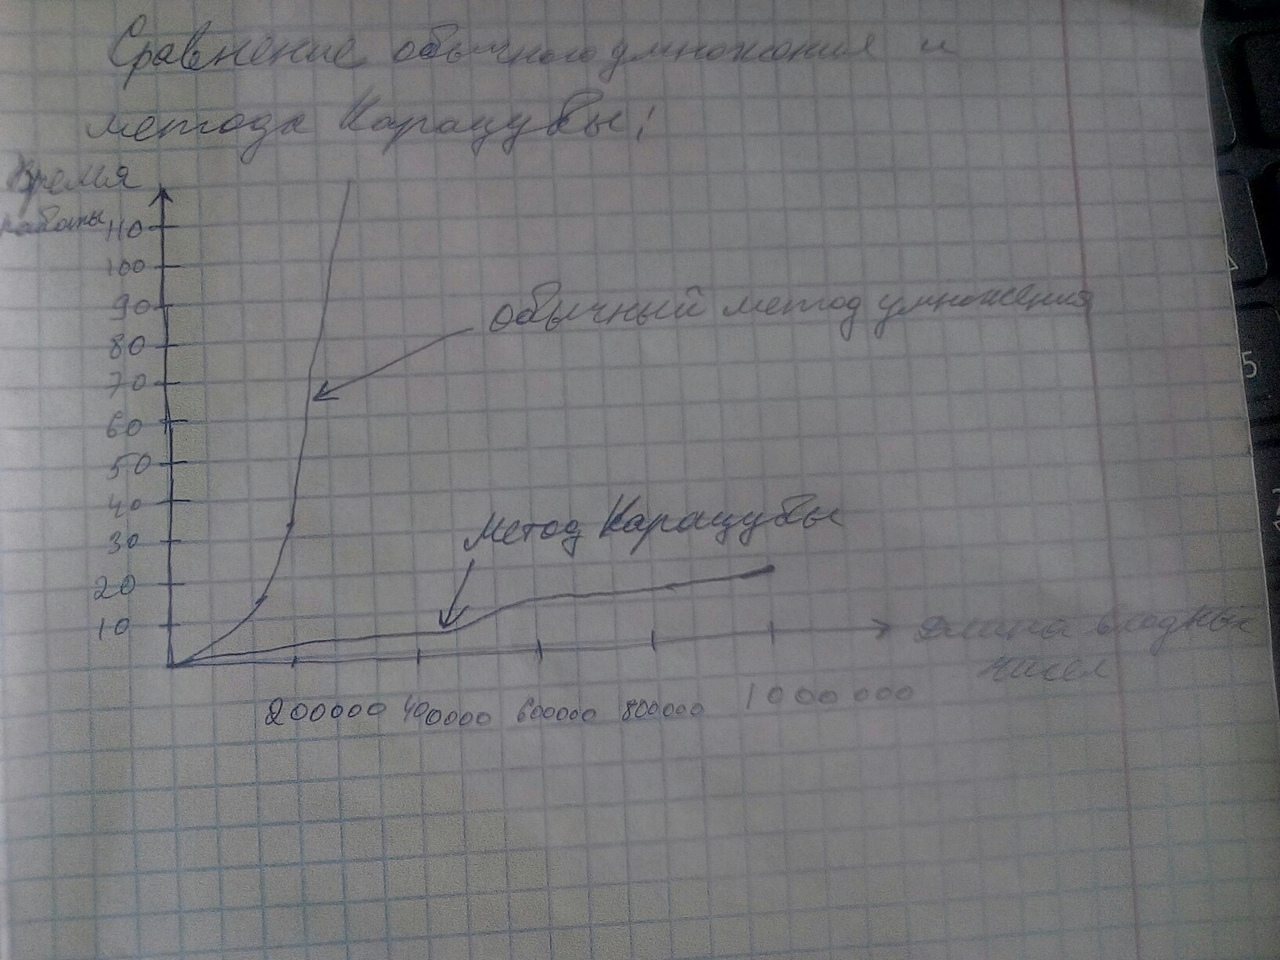 Сравнение обычного умножения и
метода Карацубы:
Время
работы
110
100
90
80
70
60
50
40
30
20
10
обычный метод умножения
метод Карацубы
длина входных
чисел
200000 400000 600000 800000 1000000
5